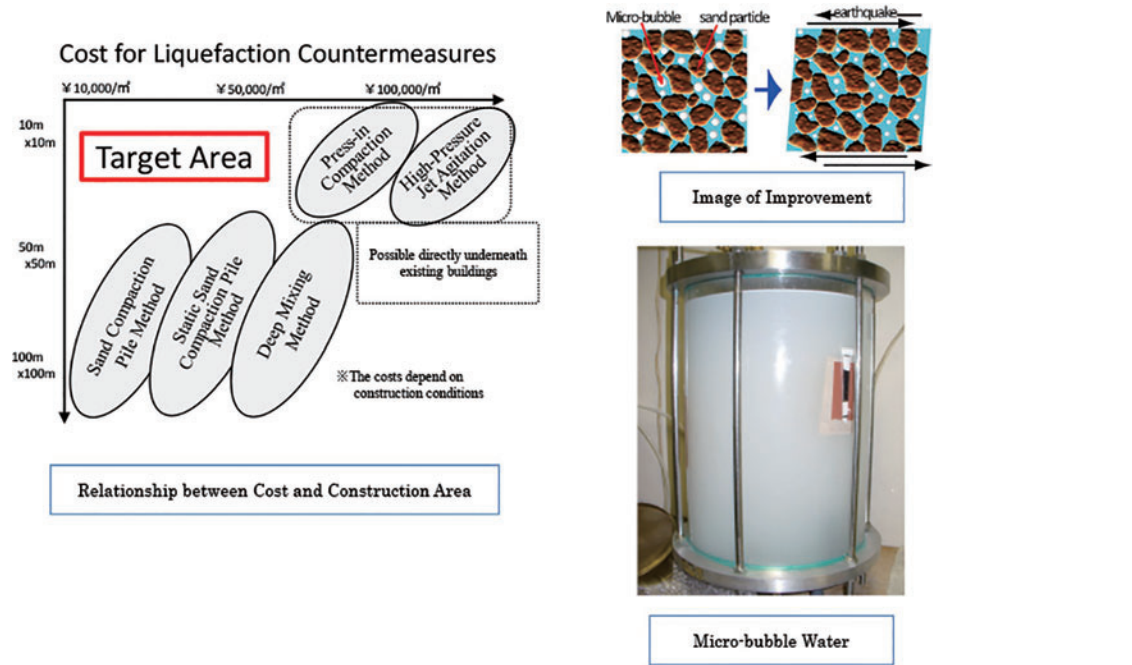 Cost for Liquefaction Countermeasures
￥10,000/㎡
￥50,000/㎡
￥100,000/㎡
10m
x10m
Target Area
Press-in
Compaction
Method
High-Pressure
Jet Agitation
Method
50m
x50m
Possible directly underneath
existing buildings
Sand Compaction
Pile Method
Static Sand
Compaction Pile
Method
Deep Mixing
Method
100m
x100m
※The costs depend on
construction conditions
Relationship between Cost and Construction Area
Micro-bubble
sand particle
earthquake
Image of Improvement
Micro-bubble Water